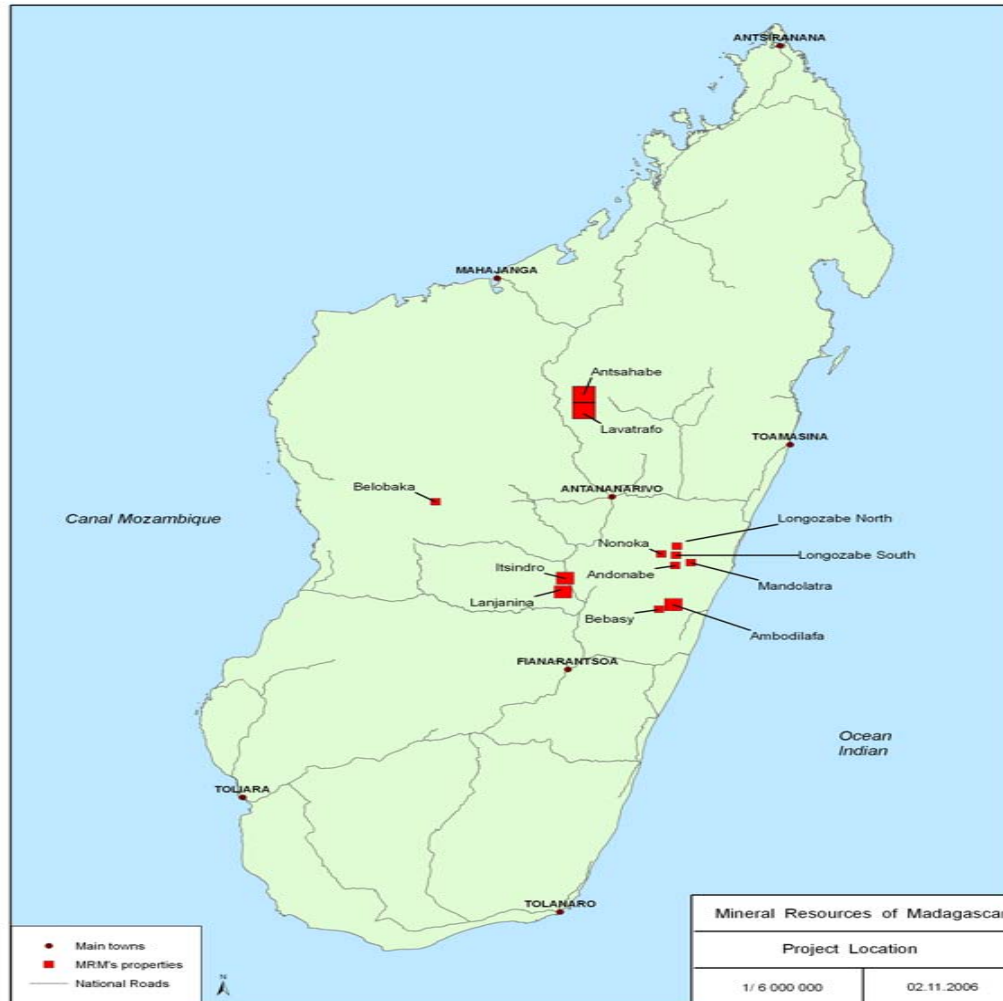 ANTSIRANANA
MAHAJANGA
Antsahabe
Lavatrafo
TOAMASINA
Belobaka
ANTANANARIVO
Canal Mozambique
Longozabe North
Nonoka
Longozabe South
Itsindro
Andonabe
Mandolatra
Lanjanina
Bebasy
Ambodilafa
FIANARANTSOA
Ocean
Indian
TOLIARA
TOLANARO
Mineral Resources of Madagascar
Project Location
1/ 6 000 000
02.11.2006
Main towns
MRM's properties
National Roads
N